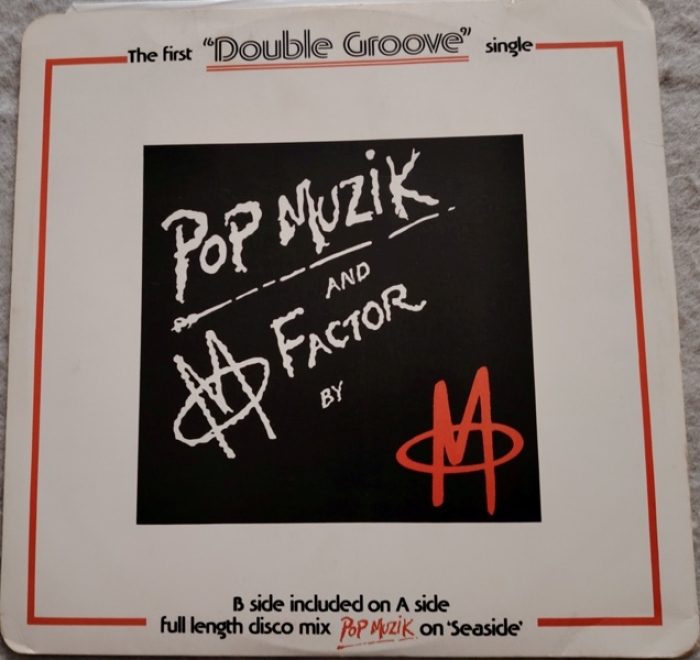 The first "Double Groove" single
POP MUZIK
AND
M FACTOR
BY
M
B side included on A side
full length disco mix POP MUZIK on 'Seaside'